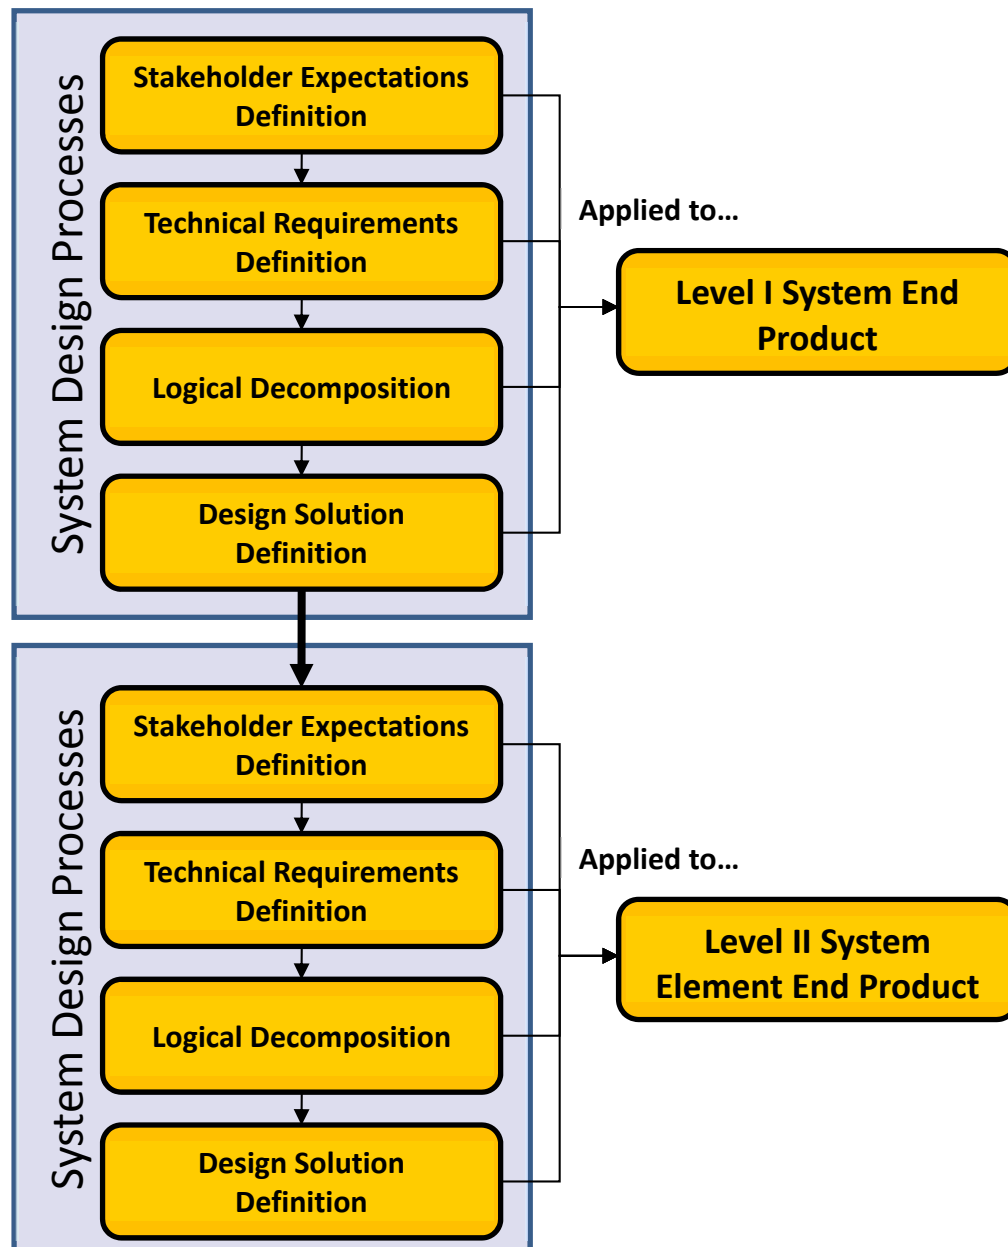 System Design Processes
Stakeholder Expectations
Definition
Technical Requirements
Definition
Logical Decomposition
Design Solution
Definition
Applied to…
Level I System End
Product
System Design Processes
Stakeholder Expectations
Definition
Technical Requirements
Definition
Logical Decomposition
Design Solution
Definition
Applied to…
Level II System
Element End Product